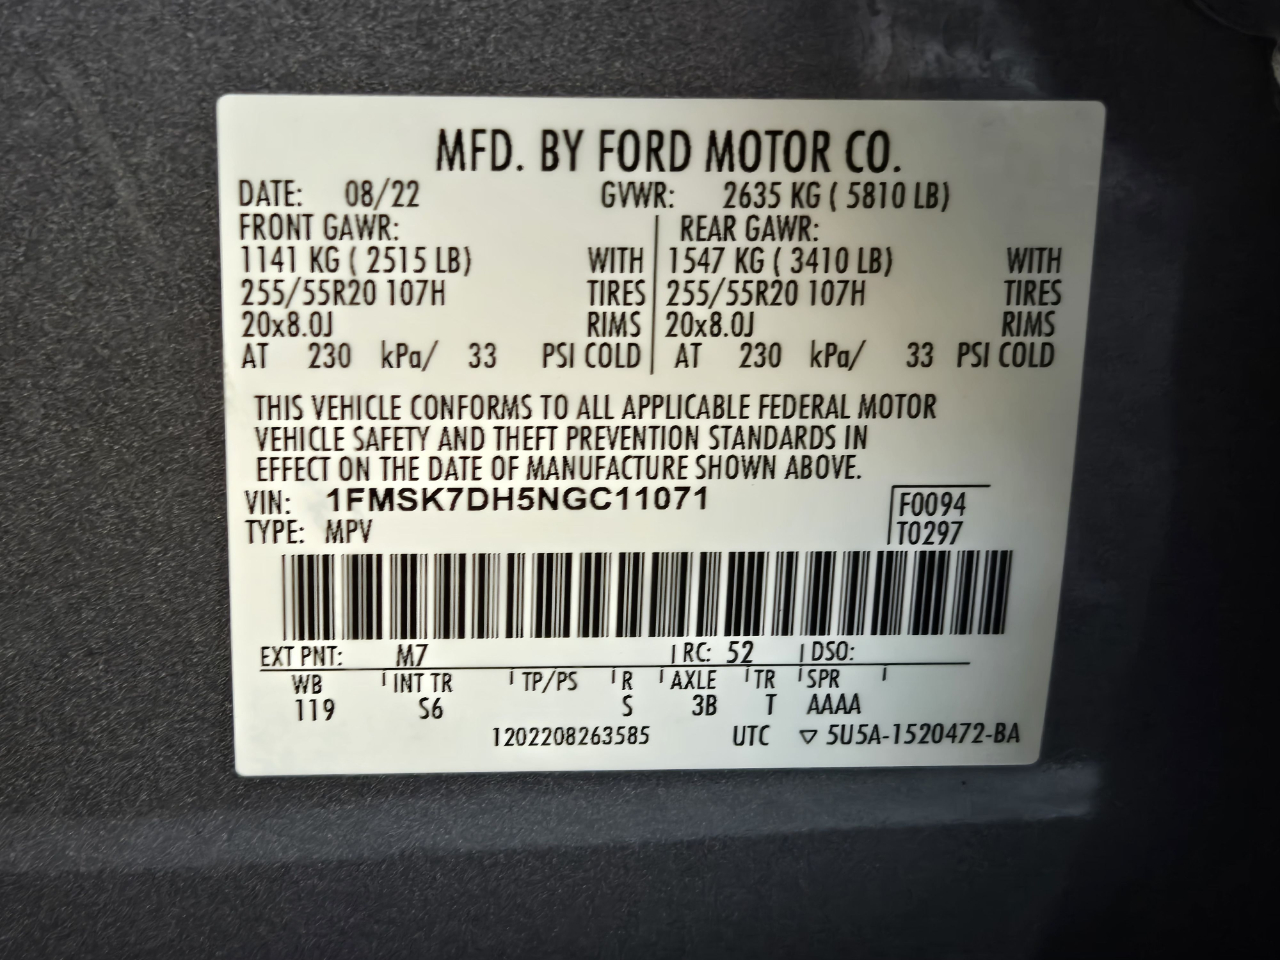 MFD. BY FORD MOTOR CO.
DATE: 08/22 GVWR: 2635 KG ( 5810 LB)
FRONT GAWR: REAR GAWR:
1141 KG ( 2515 LB) WITH 1547 KG ( 3410 LB) WITH
255/55R20 107H TIRES 255/55R20 107H TIRES
20x8.0J RIMS 20x8.0J RIMS
AT 230 kPa/ 33 PSI COLD AT 230 kPa/ 33 PSI COLD
THIS VEHICLE CONFORMS TO ALL APPLICABLE FEDERAL MOTOR
VEHICLE SAFETY AND THEFT PREVENTION STANDARDS IN
EFFECT ON THE DATE OF MANUFACTURE SHOWN ABOVE.
VIN: 1FMSK7DH5NGC11071 F0094
TYPE: MPV T0297
EXT PNT: M7 RC: 52 DSO:
WB INT TR TP/PS R AXLE TR SPR
119 S6 S 3B T AAAA
1202208263585 UTC ▽ 5U5A-1520472-BA